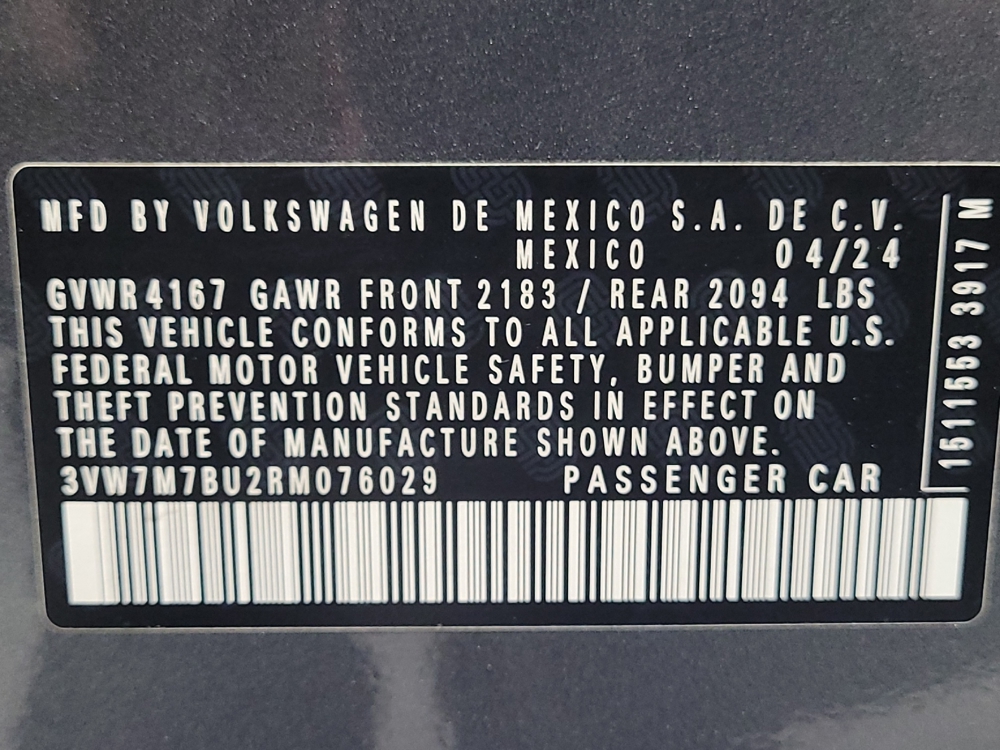 MFD BY VOLKSWAGEN DE MEXICO S.A. DE C.V.
MEXICO 04/24
GVWR 4167 GAWR FRONT 2183 / REAR 2094 LBS
THIS VEHICLE CONFORMS TO ALL APPLICABLE U.S.
FEDERAL MOTOR VEHICLE SAFETY, BUMPER AND
THEFT PREVENTION STANDARDS IN EFFECT ON
THE DATE OF MANUFACTURE SHOWN ABOVE.
3VW7M7BU2RM076029 PASSENGER CAR
1511553 3917 M